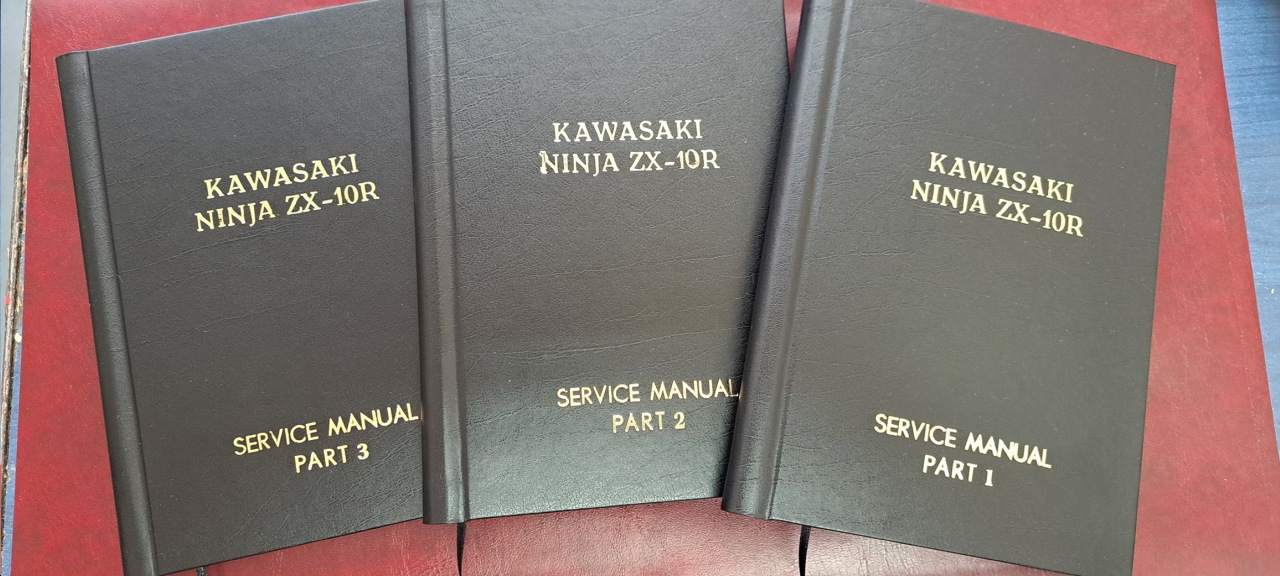 KAWASAKI
NINJA ZX-10R
SERVICE MANUAL
PART 3
KAWASAKI
NINJA ZX-10R
SERVICE MANUAL
PART 2
KAWASAKI
NINJA ZX-10R
SERVICE MANUAL
PART 1